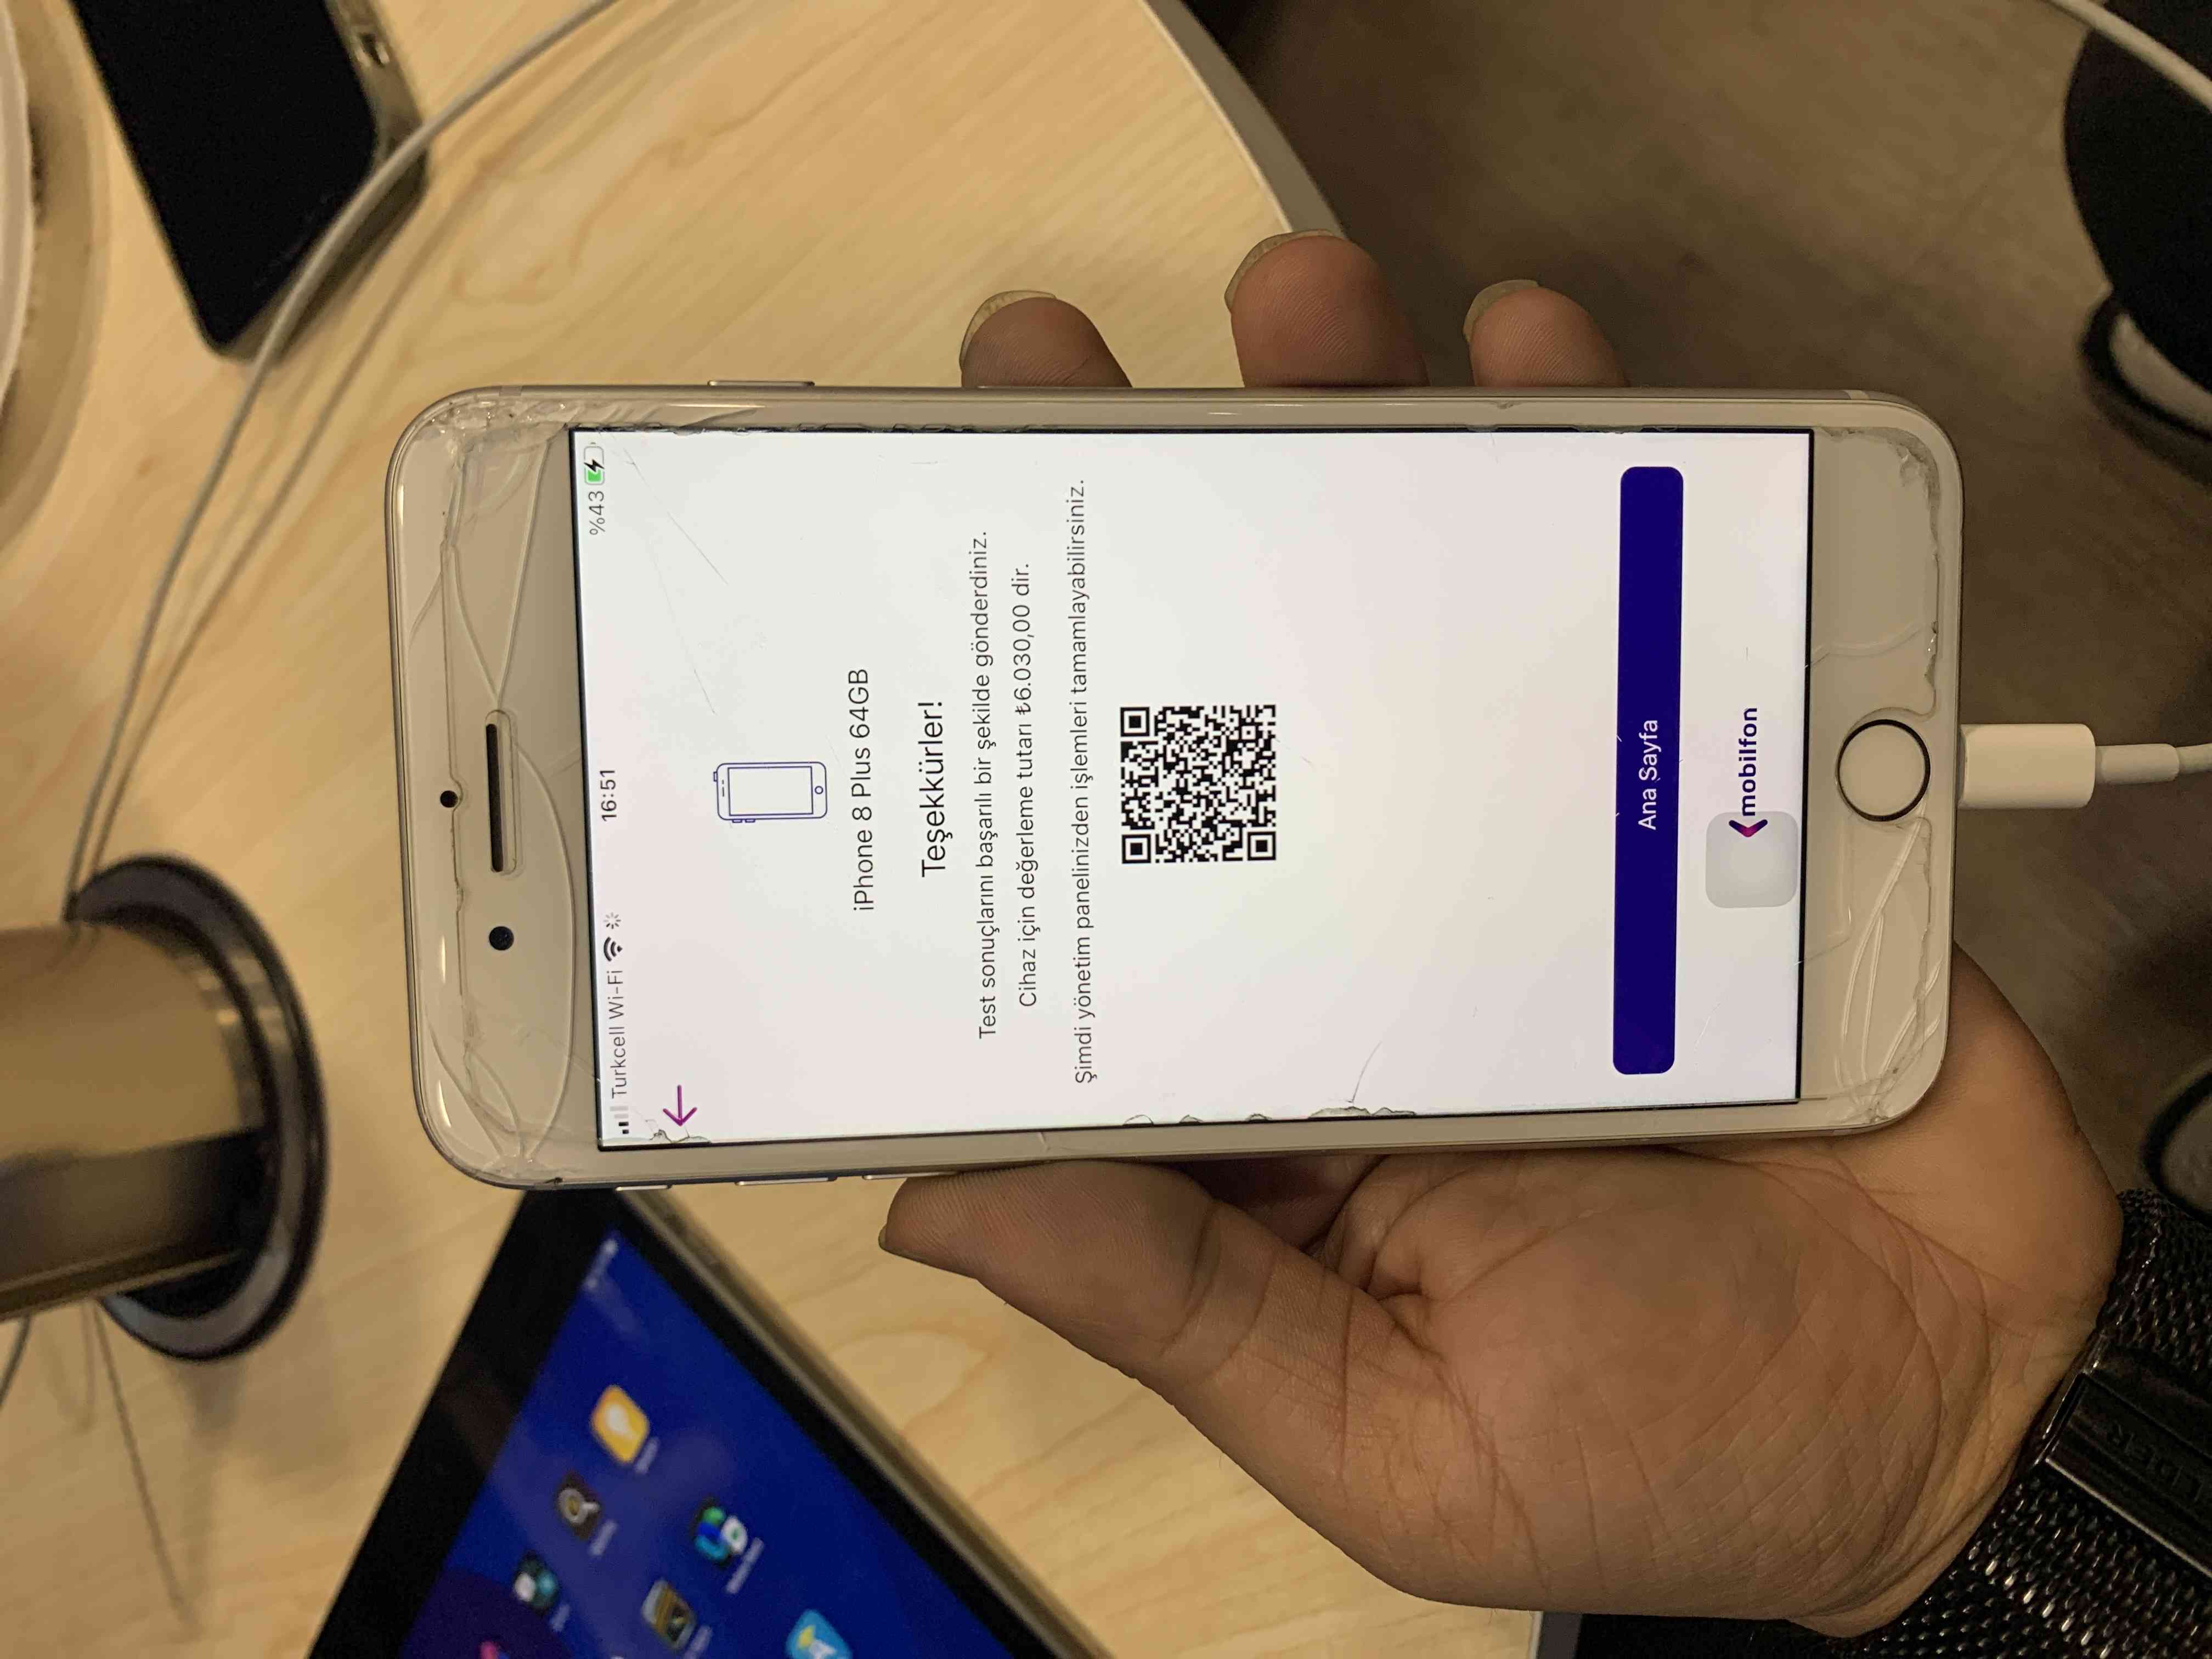 Turkcell Wi-Fi 16:51 %43
iPhone 8 Plus 64GB
Teşekkürler!
Test sonuçlarını başarılı bir şekilde gönderdiniz.
Cihaz için değerleme tutarı ₺6.030,00 dir.
Şimdi yönetim panelinizden işlemleri tamamlayabilirsiniz.
Ana Sayfa
mobilfon